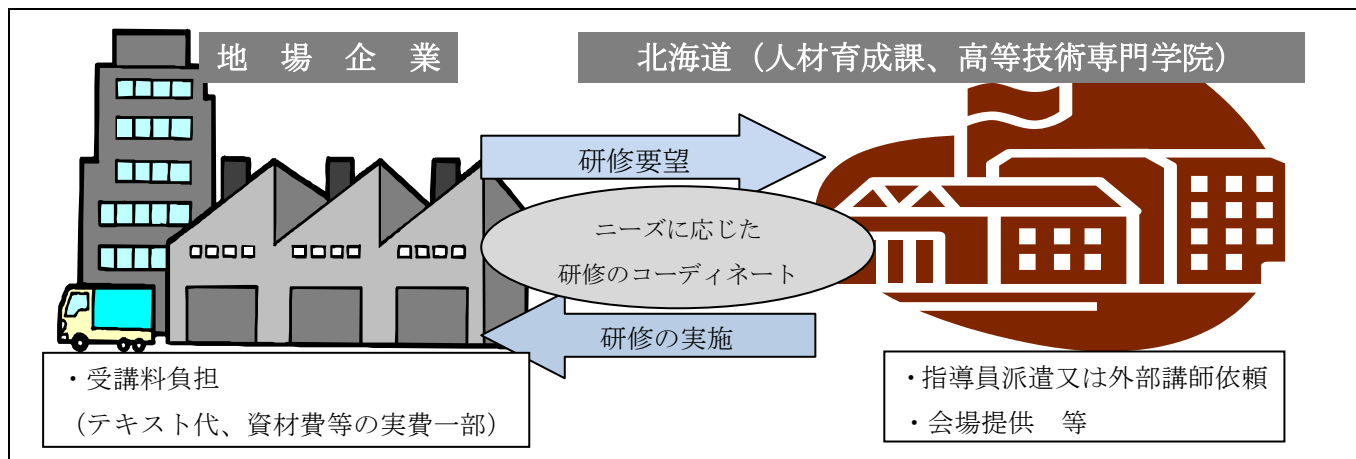 地　場　企　業
北海道（人材育成課、高等技術専門学院）
研修要望
ニーズに応じた
研修のコーディネート
研修の実施
・受講料負担
（テキスト代、資材費等の実費一部）
・指導員派遣又は外部講師依頼
・会場提供　等